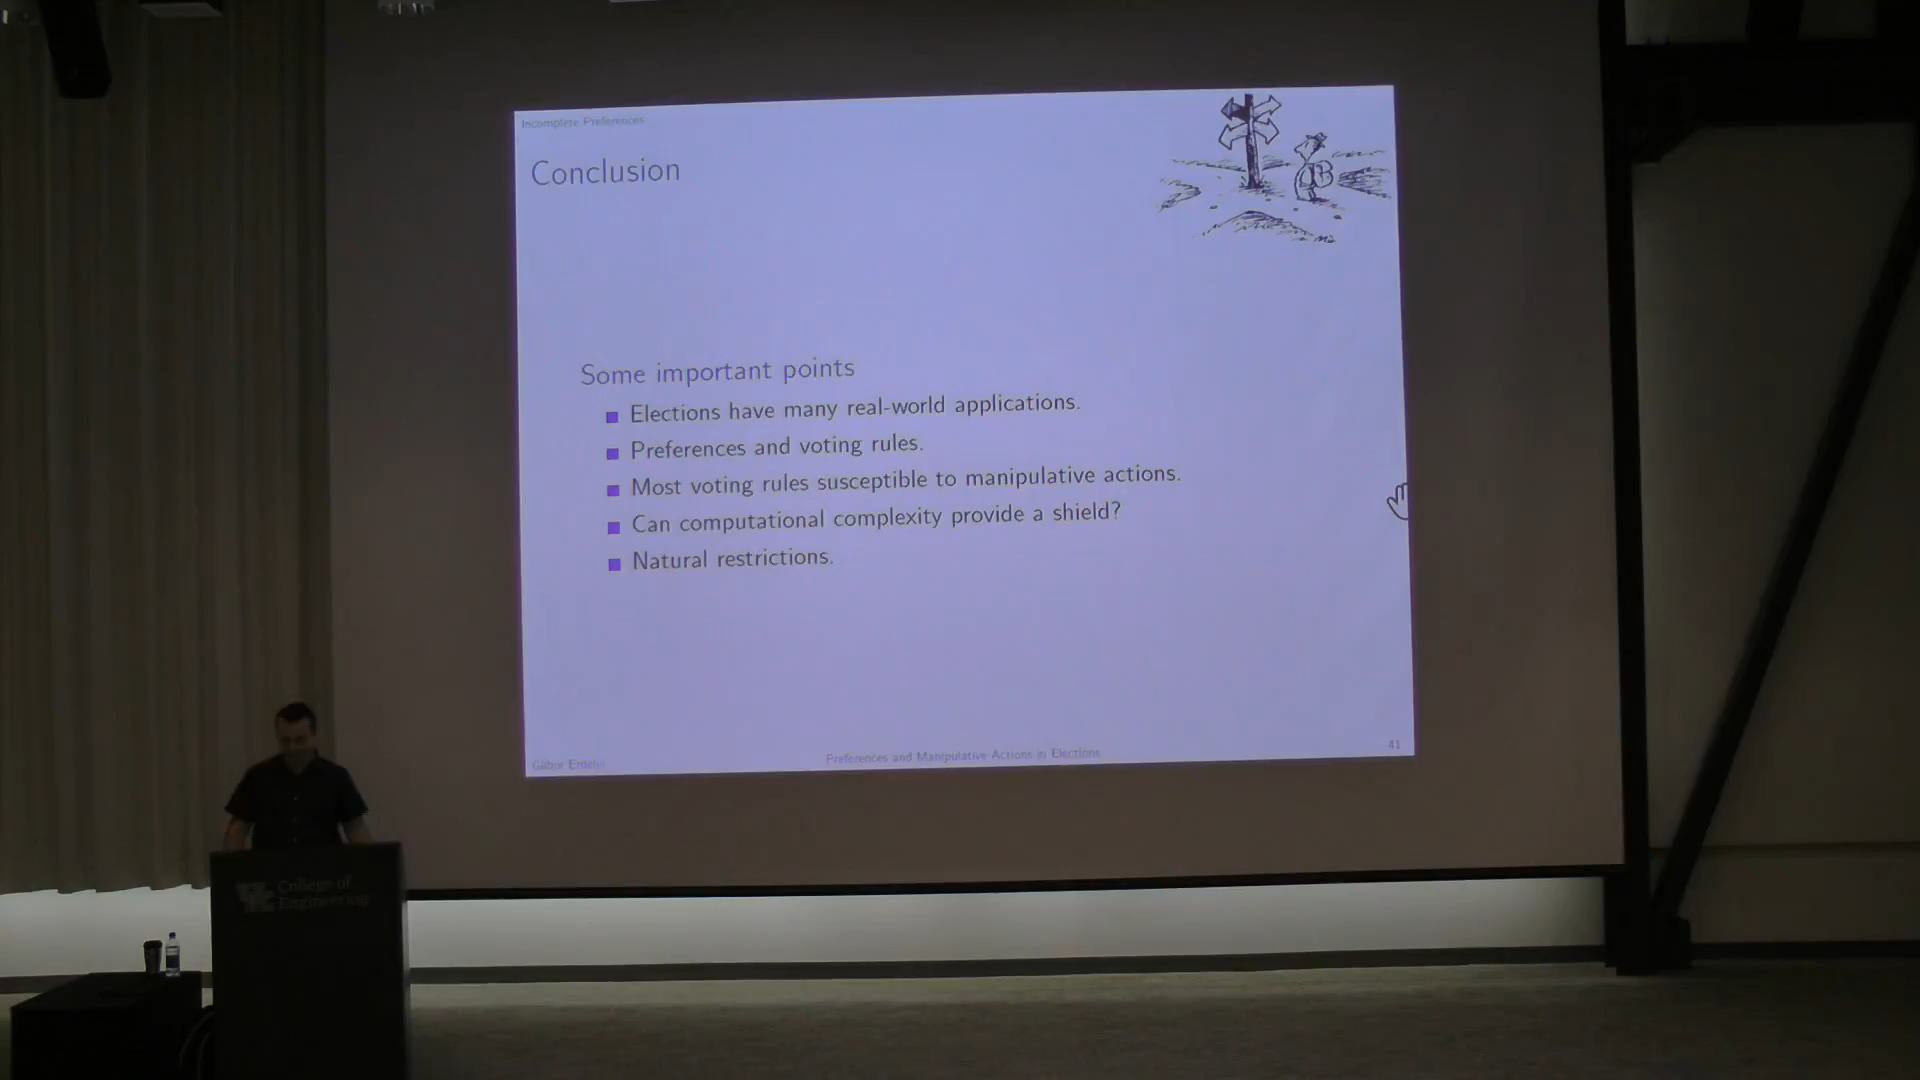 Incomplete Preferences
Conclusion
Some important points
Elections have many real-world applications.
Preferences and voting rules.
Most voting rules susceptible to manipulative actions.
Can computational complexity provide a shield?
Natural restrictions.
Gábor Erdélyi
Preferences and Manipulative Actions in Elections
41
College of
Engineering